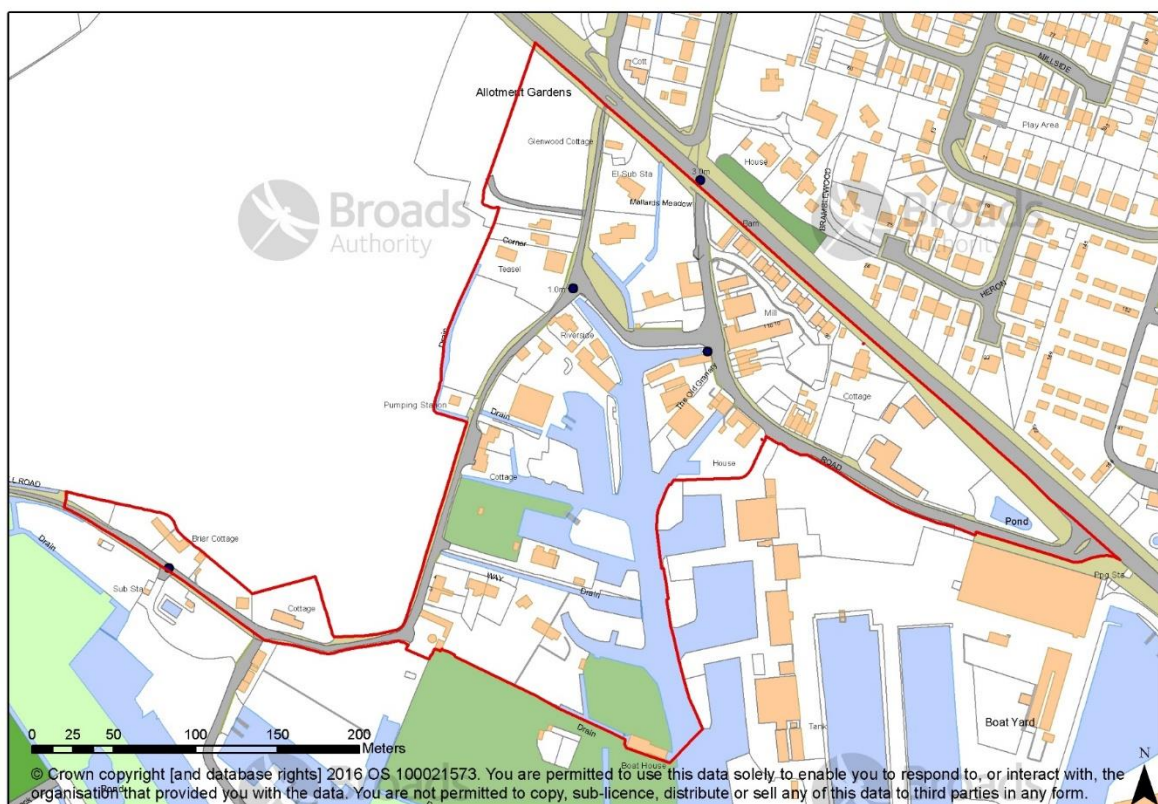 MILLSIDE
Cott
Allotment Gardens
Play Area
Glenwood Cottage
House
El Sub Sta
3.0m
BRAMBLEWOOD
Broads
Authority
Broads
Authority
Mallards Meadow
Barn
Corner
Teasel
HERON
1.0m
Mill
Riverside
Drain
The Old Granary
Pumping Station
Drain
Cottage
ROAD
Cottage
House
L ROAD
Pond
Briar Cottage
Drain
Ppg Sta
WAY
Drain
Sub Sta
Cottage
Tank
Boat Yard
Drain
Boat House
0 25 50 100 150 200
Meters
N
© Crown copyright [and database rights] 2016 OS 100021573. You are permitted to use this data solely to enable you to respond to, or interact with, the
organisation that provided you with the data. You are not permitted to copy, sub-licence, distribute or sell any of this data to third parties in any form.
Pond